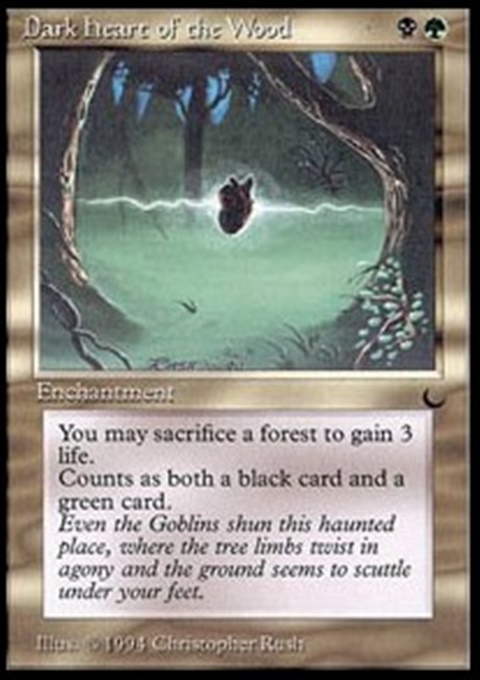 Dark Heart of the Wood
Enchantment
You may sacrifice a forest to gain 3
life.
Counts as both a black card and a
green card.
Even the Goblins shun this haunted
place, where the tree limbs twist in
agony and the ground seems to scuttle
under your feet.
Illus. © 1994 Christopher Rush